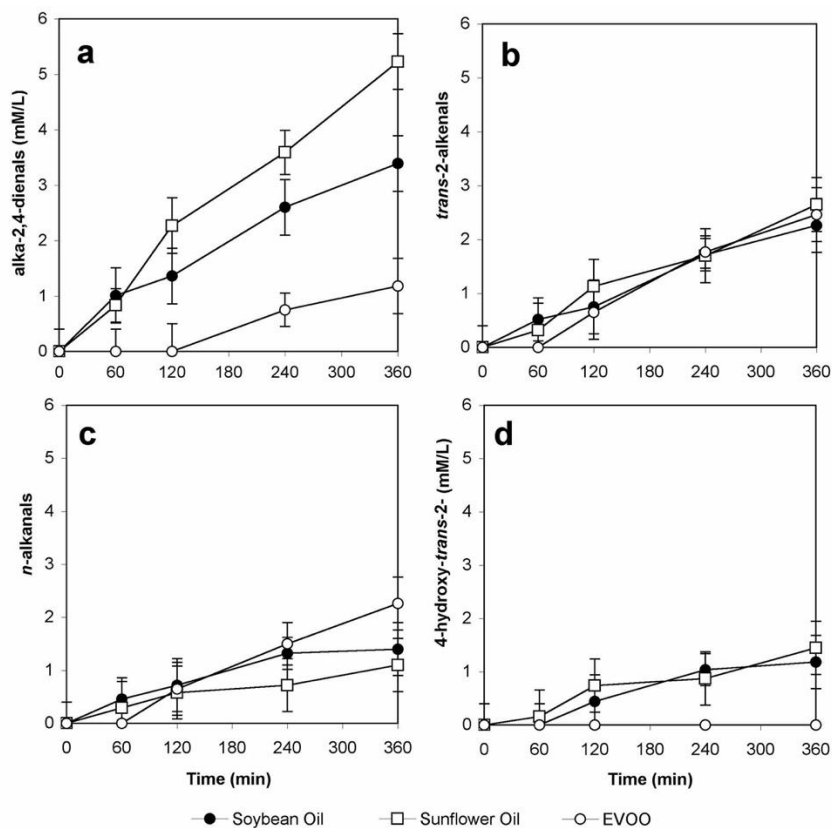 a
alka-2,4-dienals (mM/L)
6
5
4
3
2
1
0
0 60 120 180 240 300 360
b
trans-2-alkenals
6
5
4
3
2
1
0
0 60 120 180 240 300 360
c
n-alkanals
6
5
4
3
2
1
0
0 60 120 180 240 300 360
Time (min)
d
4-hydroxy-trans-2- (mM/L)
6
5
4
3
2
1
0
0 60 120 180 240 300 360
Time (min)
Soybean Oil Sunflower Oil EVOO